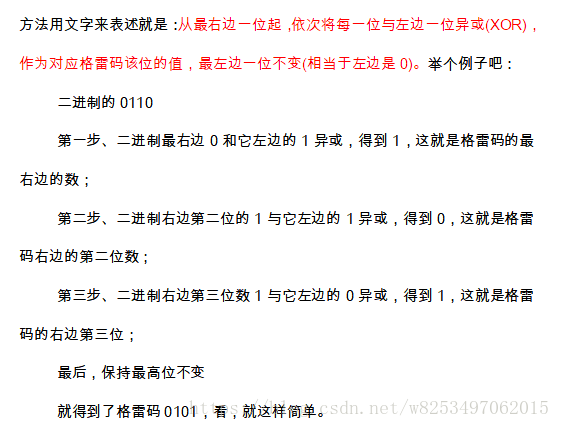 方法用文字来表述就是：从最右边一位起，依次将每一位与左边一位异或(XOR)，
作为对应格雷码该位的值，最左边一位不变(相当于左边是0)。举个例子吧：
二进制的0110
第一步、二进制最右边0和它左边的1异或，得到1，这就是格雷码的最
右边的数；
第二步、二进制右边第二位的1与它左边的1异或，得到0，这就是格雷
码右边的第二位数；
第三步、二进制右边第三位数1与它左边的0异或，得到1，这就是格雷
码的右边第三位；
最后，保持最高位不变
就得到了格雷码0101，看，就这样简单。
https://blog.csdn.net/w8253497062015